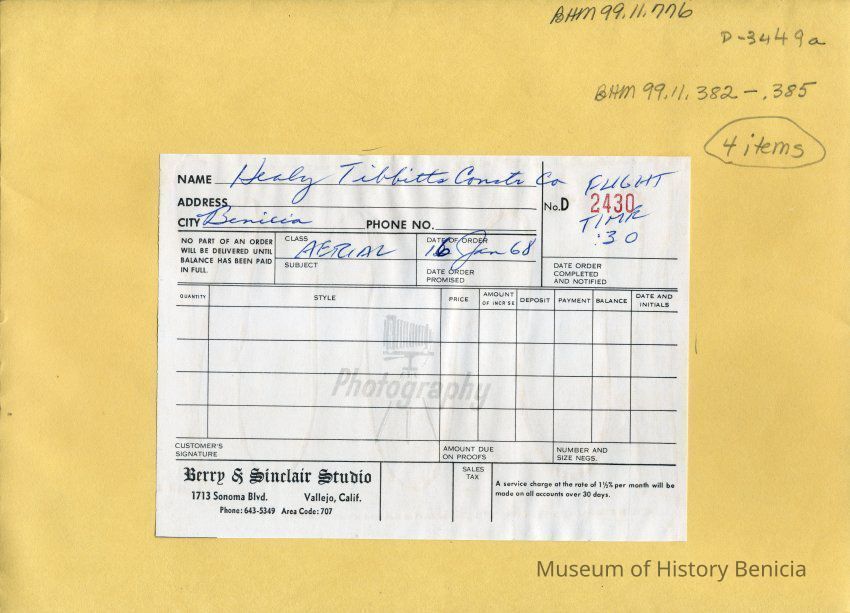 BHM 99.11.776
D-3449a
BHM 99.11.382 - .385
4 items
NAME Healy Tibbitts Constr Co
ADDRESS
CITY Benicia PHONE NO.
No. D 2430
FLIGHT
TIME
:30
NO PART OF AN ORDER
WILL BE DELIVERED UNTIL
BALANCE HAS BEEN PAID
IN FULL.
CLASS AERIAL
SUBJECT
DATE OF ORDER 16 Jan 68
DATE ORDER
PROMISED
DATE ORDER
COMPLETED
AND NOTIFIED
QUANTITY STYLE PRICE AMOUNT OF INCR'SE DEPOSIT PAYMENT BALANCE DATE AND INITIALS
Photography
CUSTOMER'S
SIGNATURE
AMOUNT DUE
ON PROOFS
NUMBER AND
SIZE NEGS.
Berry & Sinclair Studio
1713 Sonoma Blvd. Vallejo, Calif.
Phone: 643-5349 Area Code: 707
SALES
TAX
A service charge at the rate of 1½% per month will be
made on all accounts over 30 days.
Museum of History Benicia